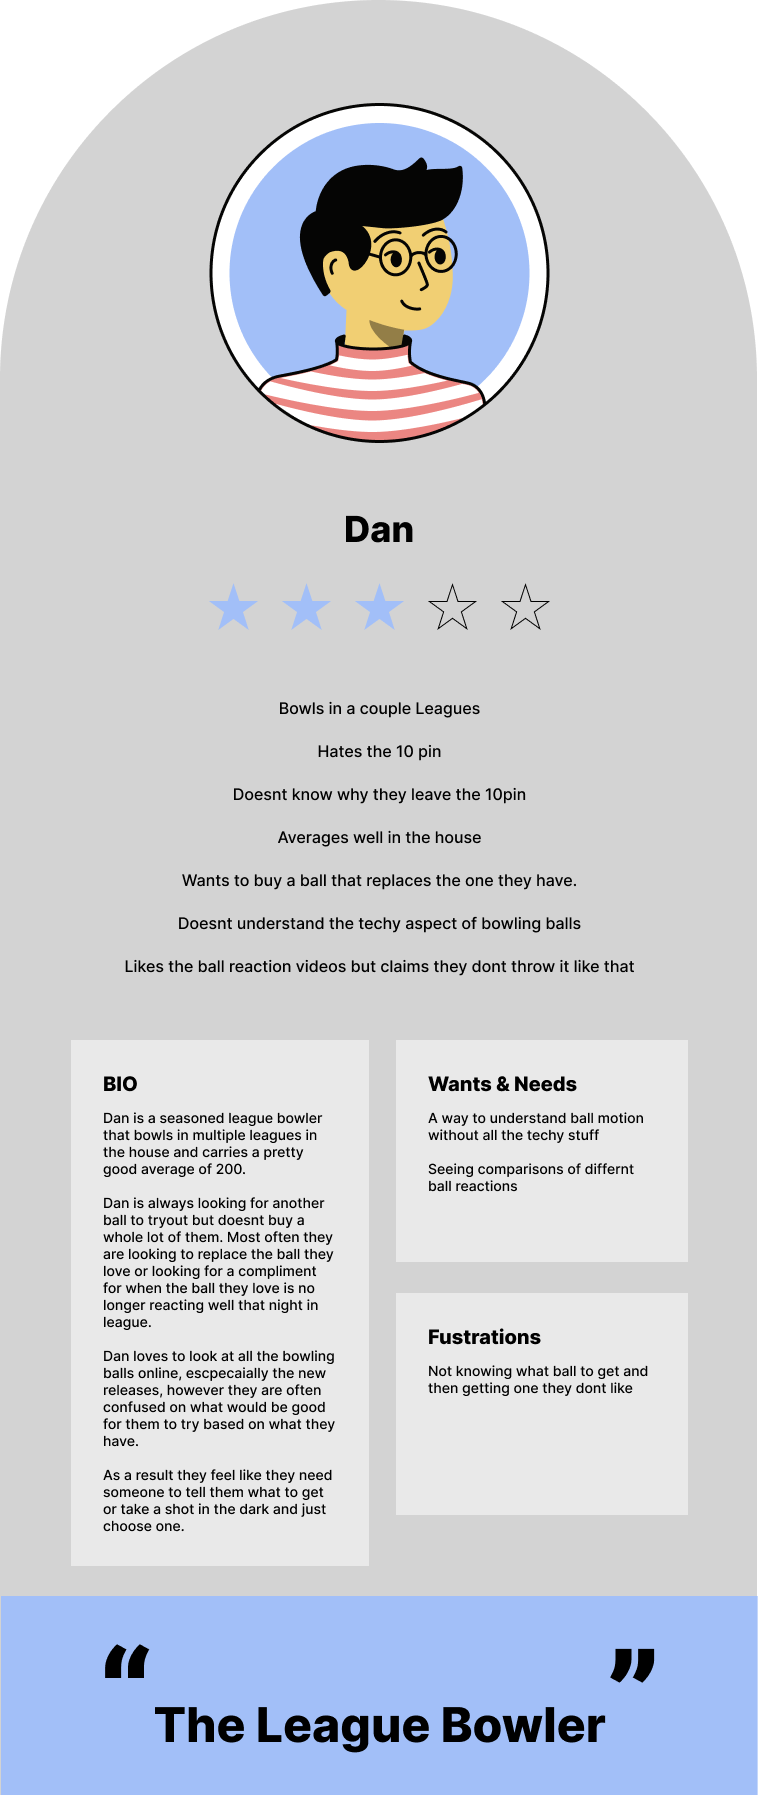 Dan
Bowls in a couple Leagues
Hates the 10 pin
Doesnt know why they leave the 10pin
Averages well in the house
Wants to buy a ball that replaces the one they have.
Doesnt understand the techy aspect of bowling balls
Likes the ball reaction videos but claims they dont throw it like that
BIO
Dan is a seasoned league bowler
that bowls in multiple leagues in
the house and carries a pretty
good average of 200.
Dan is always looking for another
ball to tryout but doesnt buy a
whole lot of them. Most often they
are looking to replace the ball they
love or looking for a compliment
for when the ball they love is no
longer reacting well that night in
league.
Dan loves to look at all the bowling
balls online, escpecaially the new
releases, however they are often
confused on what would be good
for them to try based on what they
have.
As a result they feel like they need
someone to tell them what to get
or take a shot in the dark and just
choose one.
Wants & Needs
A way to understand ball motion
without all the techy stuff
Seeing comparisons of differnt
ball reactions
Fustrations
Not knowing what ball to get and
then getting one they dont like
“ The League Bowler ”